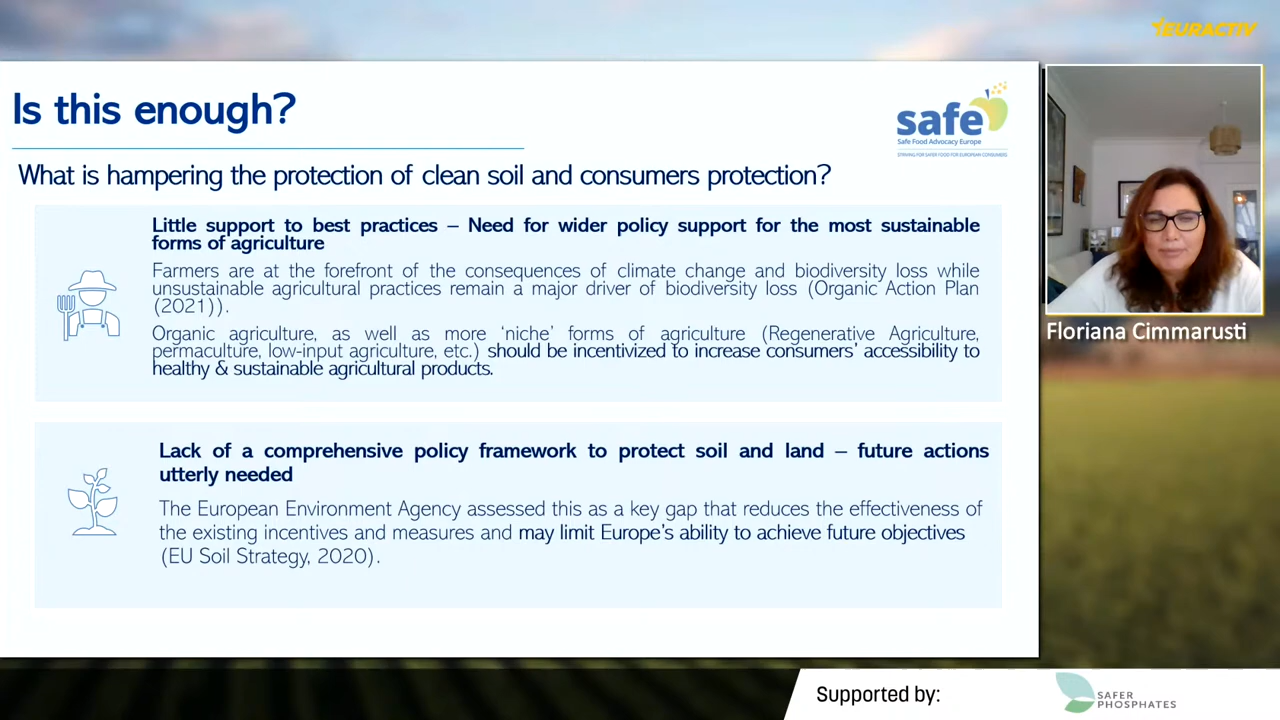 EURACTIV
Is this enough?
safe
Safe Food Advocacy Europe
STRIVING FOR SAFER FOOD FOR EUROPEAN CONSUMERS
What is hampering the protection of clean soil and consumers protection?
Little support to best practices – Need for wider policy support for the most sustainable
forms of agriculture
Farmers are at the forefront of the consequences of climate change and biodiversity loss while
unsustainable agricultural practices remain a major driver of biodiversity loss (Organic Action Plan
(2021)).
Organic agriculture, as well as more ‘niche’ forms of agriculture (Regenerative Agriculture,
permaculture, low-input agriculture, etc.) should be incentivized to increase consumers’ accessibility to
healthy & sustainable agricultural products.
Lack of a comprehensive policy framework to protect soil and land – future actions
utterly needed
The European Environment Agency assessed this as a key gap that reduces the effectiveness of
the existing incentives and measures and may limit Europe’s ability to achieve future objectives
(EU Soil Strategy, 2020).
Floriana Cimmarusti
Supported by:
SAFER
PHOSPHATES